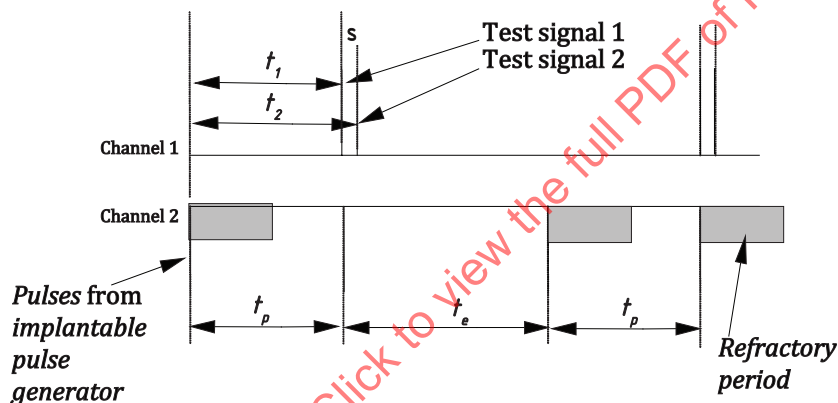 s
Test signal 1
Test signal 2
t1
t2
Channel 1
Channel 2
Pulses from
implantable
pulse
generator
tp
te
tp
Refractory
period
Click to view the full PDF of